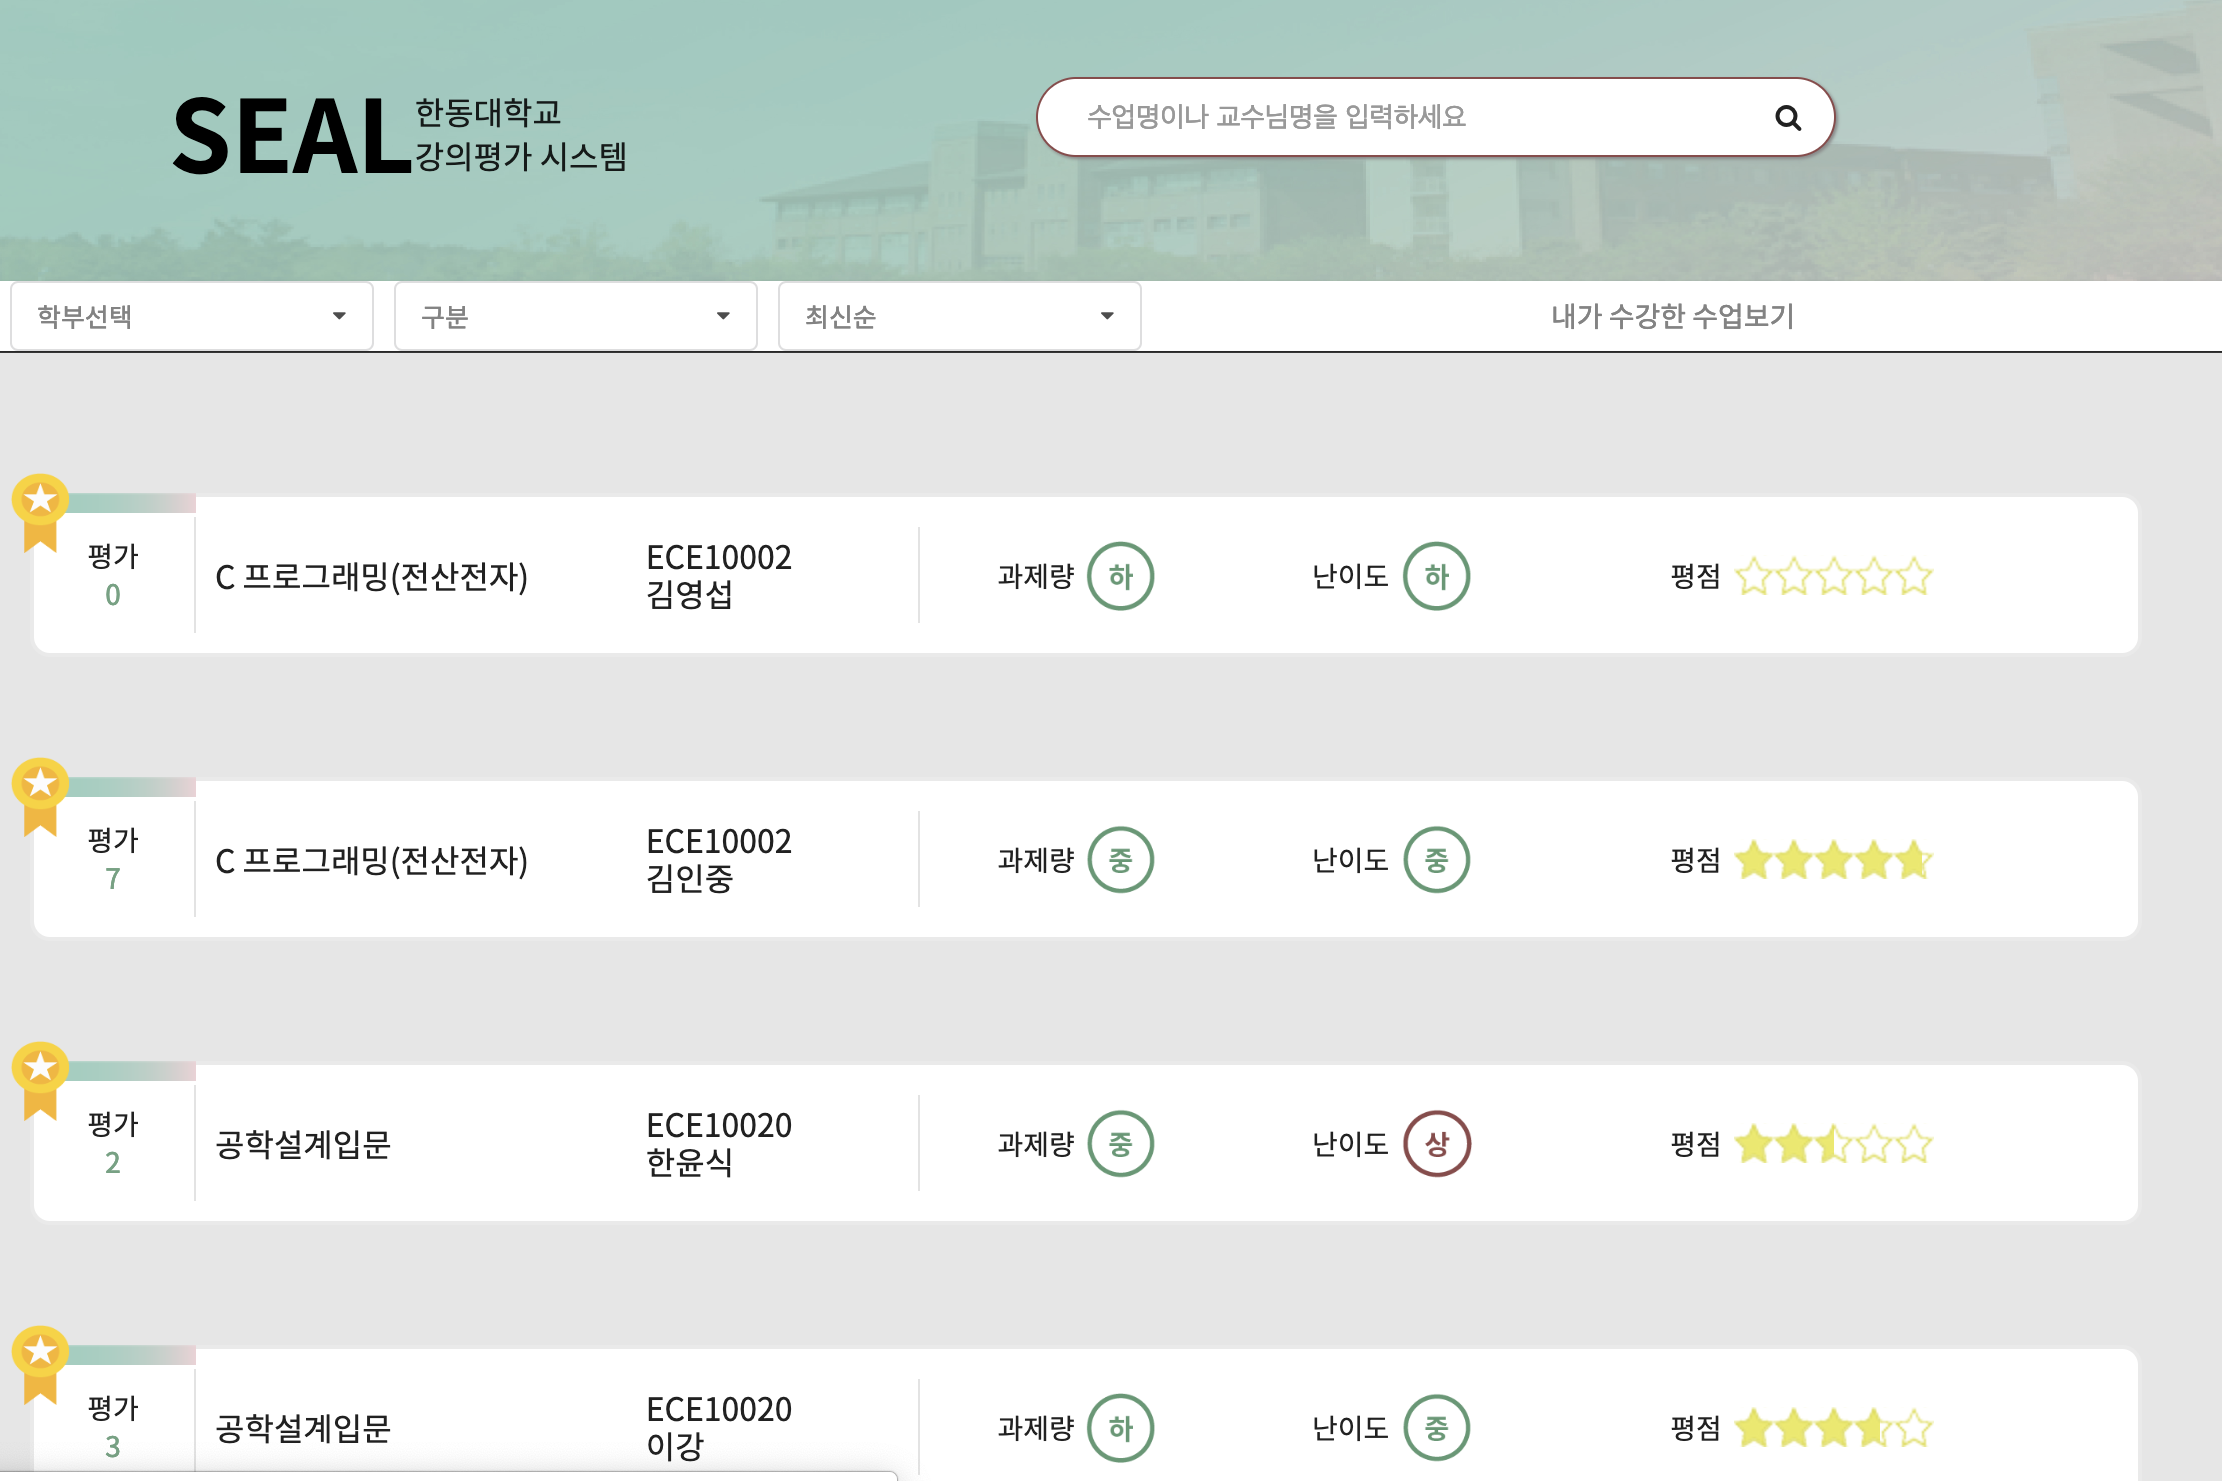 SEAL
한동대학교
강의평가 시스템
수업명이나 교수님명을 입력하세요
학부선택
구분
최신순
내가 수강한 수업보기
평가
0
C 프로그래밍(전산전자)
ECE10002
김영섭
과제량 하
난이도 하
평점
평가
7
C 프로그래밍(전산전자)
ECE10002
김인중
과제량 중
난이도 중
평점
평가
2
공학설계입문
ECE10020
한윤식
과제량 중
난이도 상
평점
평가
3
공학설계입문
ECE10020
이강
과제량 하
난이도 중
평점